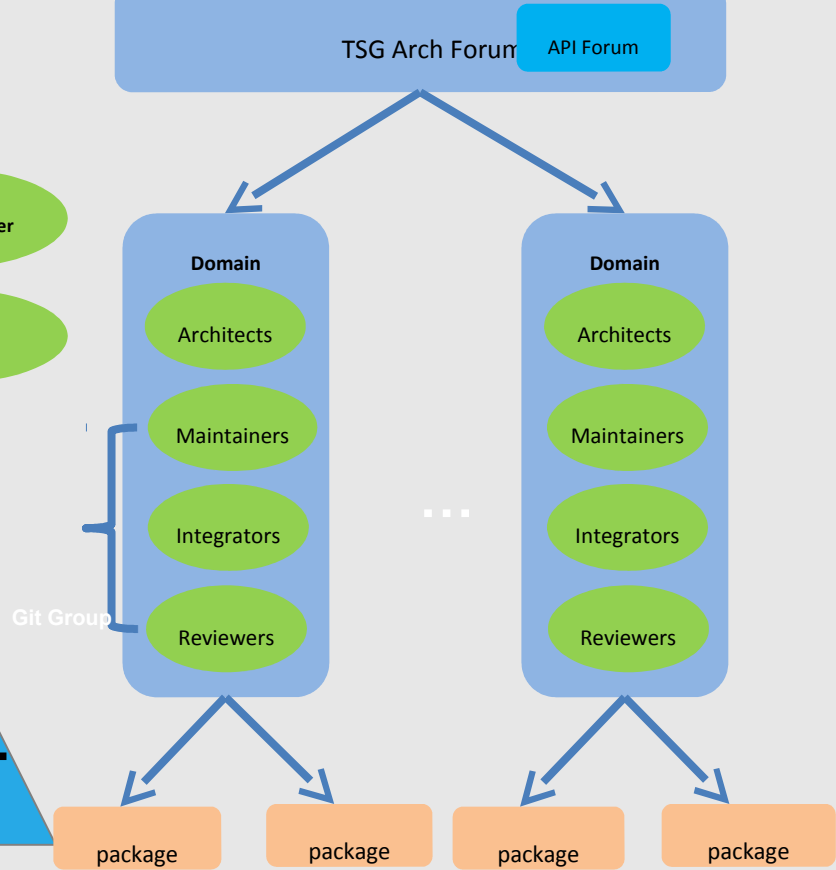 TSG Arch Forum
API Forum
er
Domain
Domain
Architects
Architects
Maintainers
Maintainers
...
Integrators
Integrators
Git Group
Reviewers
Reviewers
package
package
package
package